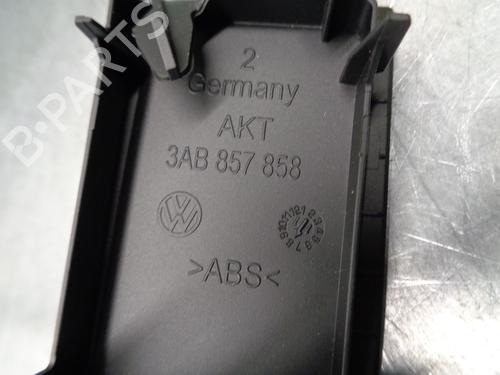 2
Germany
AKT
3AB 857 858
>ABS<
B-PARTS